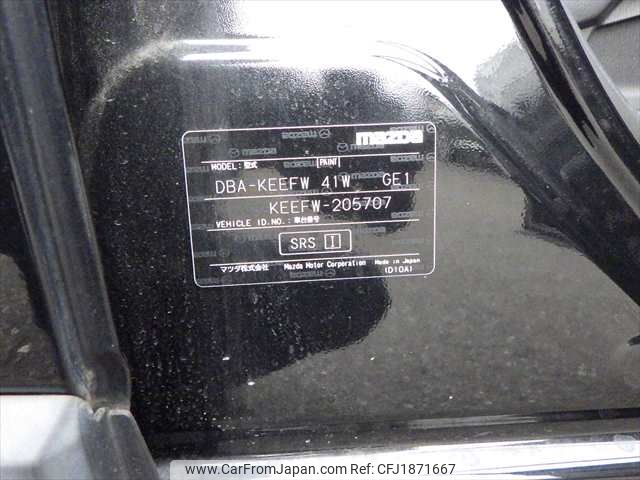 mazda
MODEL: 型式 PAINT
DBA-KEEFW 41W GE1
KEEFW-205707
VEHICLE ID.NO.: 車台番号
SRS I
マツダ株式会社 Mazda Motor Corporation Made in Japan
(D10A)
www.CarFromJapan.com Ref: CFJ1871667